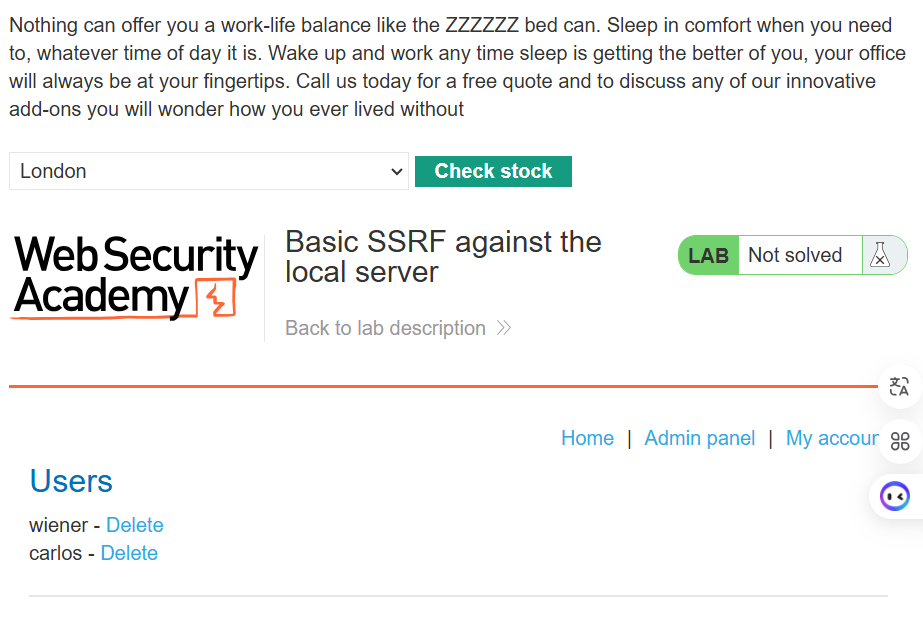 Nothing can offer you a work-life balance like the ZZZZZZ bed can. Sleep in comfort when you need
to, whatever time of day it is. Wake up and work any time sleep is getting the better of you, your office
will always be at your fingertips. Call us today for a free quote and to discuss any of our innovative
add-ons you will wonder how you ever lived without
London
Check stock
Web Security
Academy
Basic SSRF against the
local server
LAB Not solved
Back to lab description
Home | Admin panel | My accour
Users
wiener - Delete
carlos - Delete